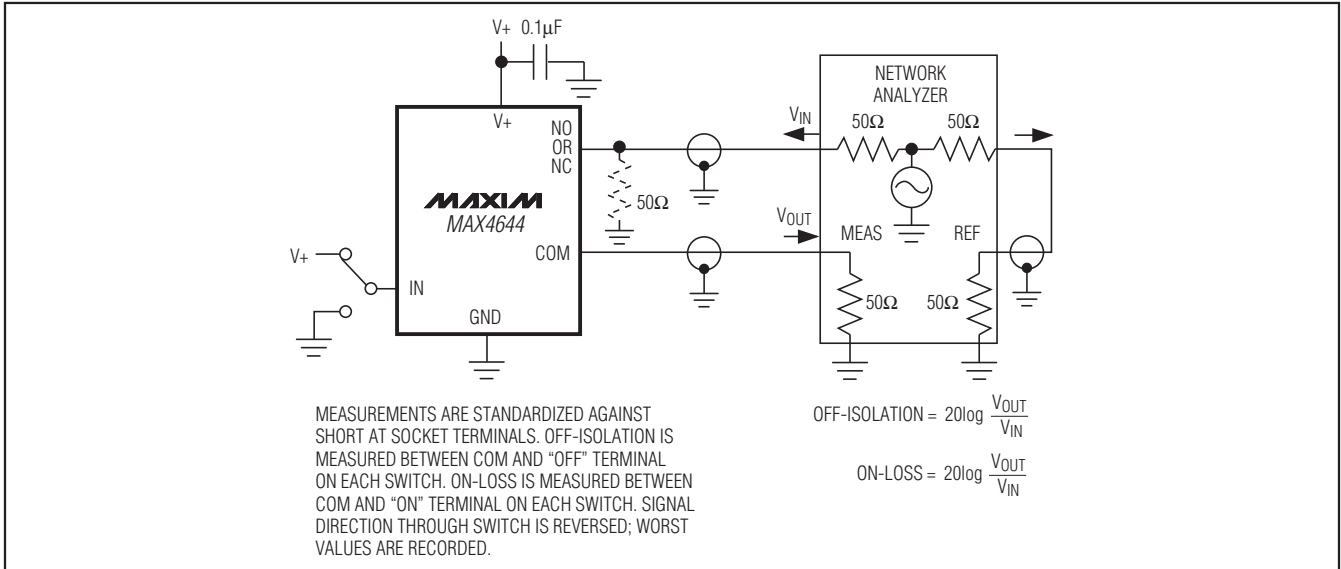 V+ 0.1µF
V+
NO
OR
NC
MAXIM
MAX4644
COM
V+
IN
GND
50Ω
VIN
VOUT
NETWORK
ANALYZER
50Ω 50Ω
MEAS REF
50Ω 50Ω
MEASUREMENTS ARE STANDARDIZED AGAINST
SHORT AT SOCKET TERMINALS. OFF-ISOLATION IS
MEASURED BETWEEN COM AND “OFF” TERMINAL
ON EACH SWITCH. ON-LOSS IS MEASURED BETWEEN
COM AND “ON” TERMINAL ON EACH SWITCH. SIGNAL
DIRECTION THROUGH SWITCH IS REVERSED; WORST
VALUES ARE RECORDED.
OFF-ISOLATION = 20log VOUT
VIN
ON-LOSS = 20log VOUT
VIN